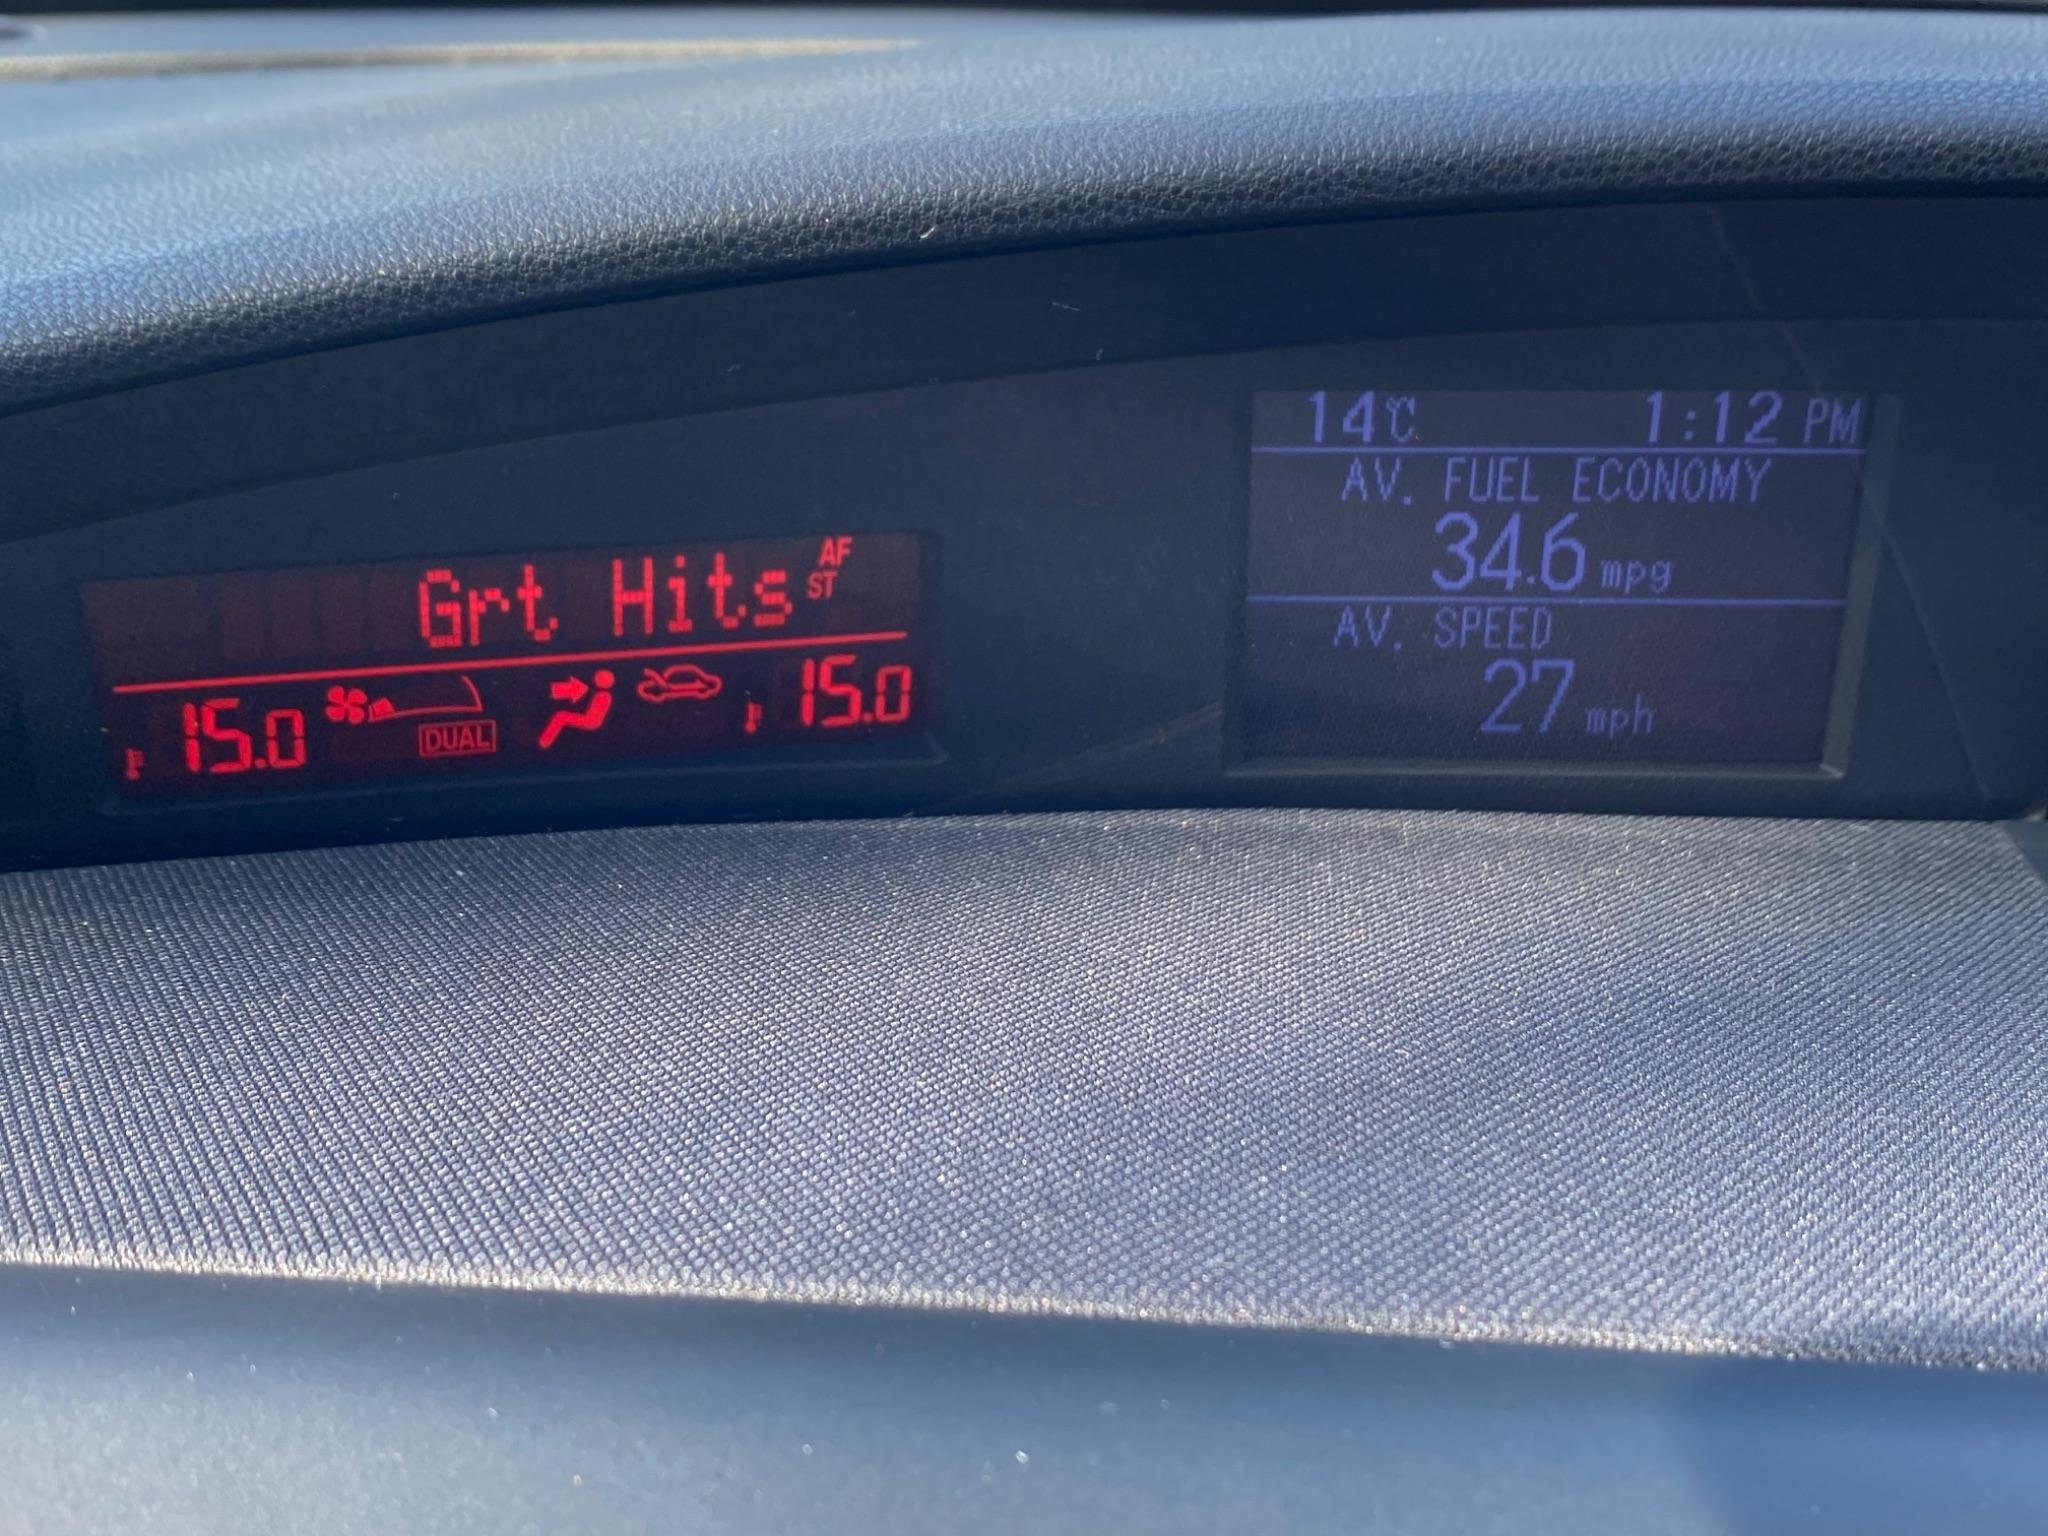 Grt Hits AF
ST
15.0 DUAL 15.0
14℃ 1:12 PM
AV. FUEL ECONOMY
34.6 mpg
AV. SPEED
27 mph